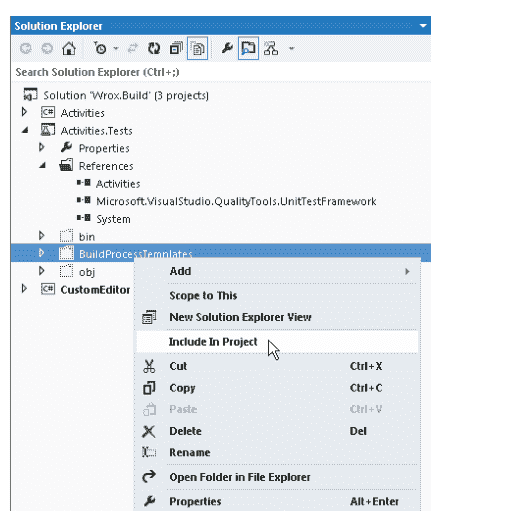 Solution Explorer
Search Solution Explorer (Ctrl+;)
Solution 'Wrox.Build' (3 projects)
C# Activities
Activities.Tests
Properties
References
Activities
Microsoft.VisualStudio.QualityTools.UnitTestFramework
System
bin
BuildProcessTemplates
obj
C# CustomEditor
Add
Scope to This
New Solution Explorer View
Include In Project
Cut Ctrl+X
Copy Ctrl+C
Paste Ctrl+V
Delete Del
Rename
Open Folder in File Explorer
Properties Alt+Enter